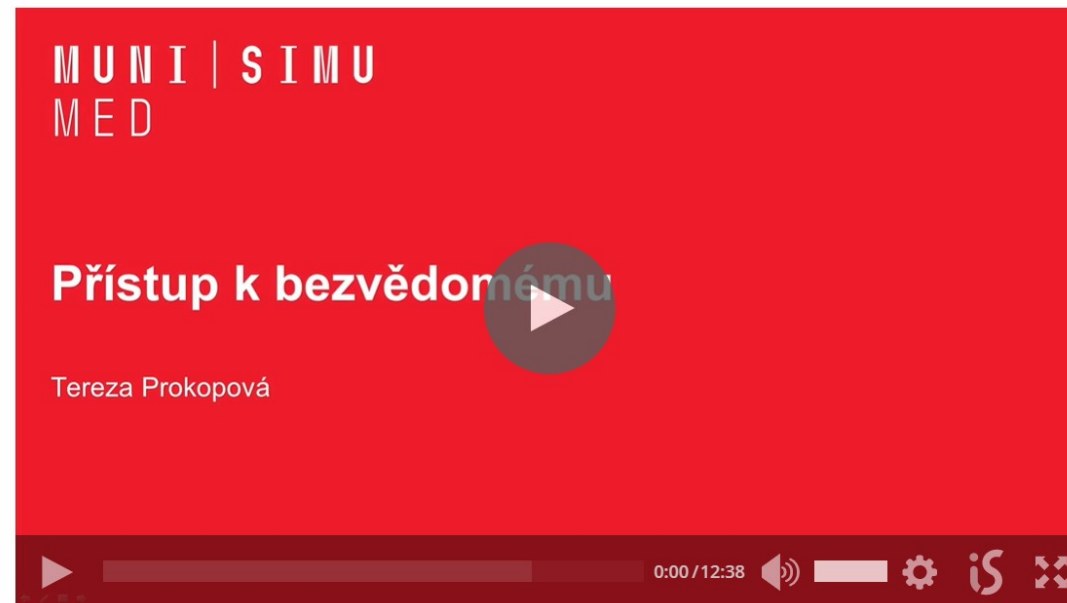 MUNI | SIMU
MED
Přístup k bezvědomému
Tereza Prokopová
0:00/12:38
iS